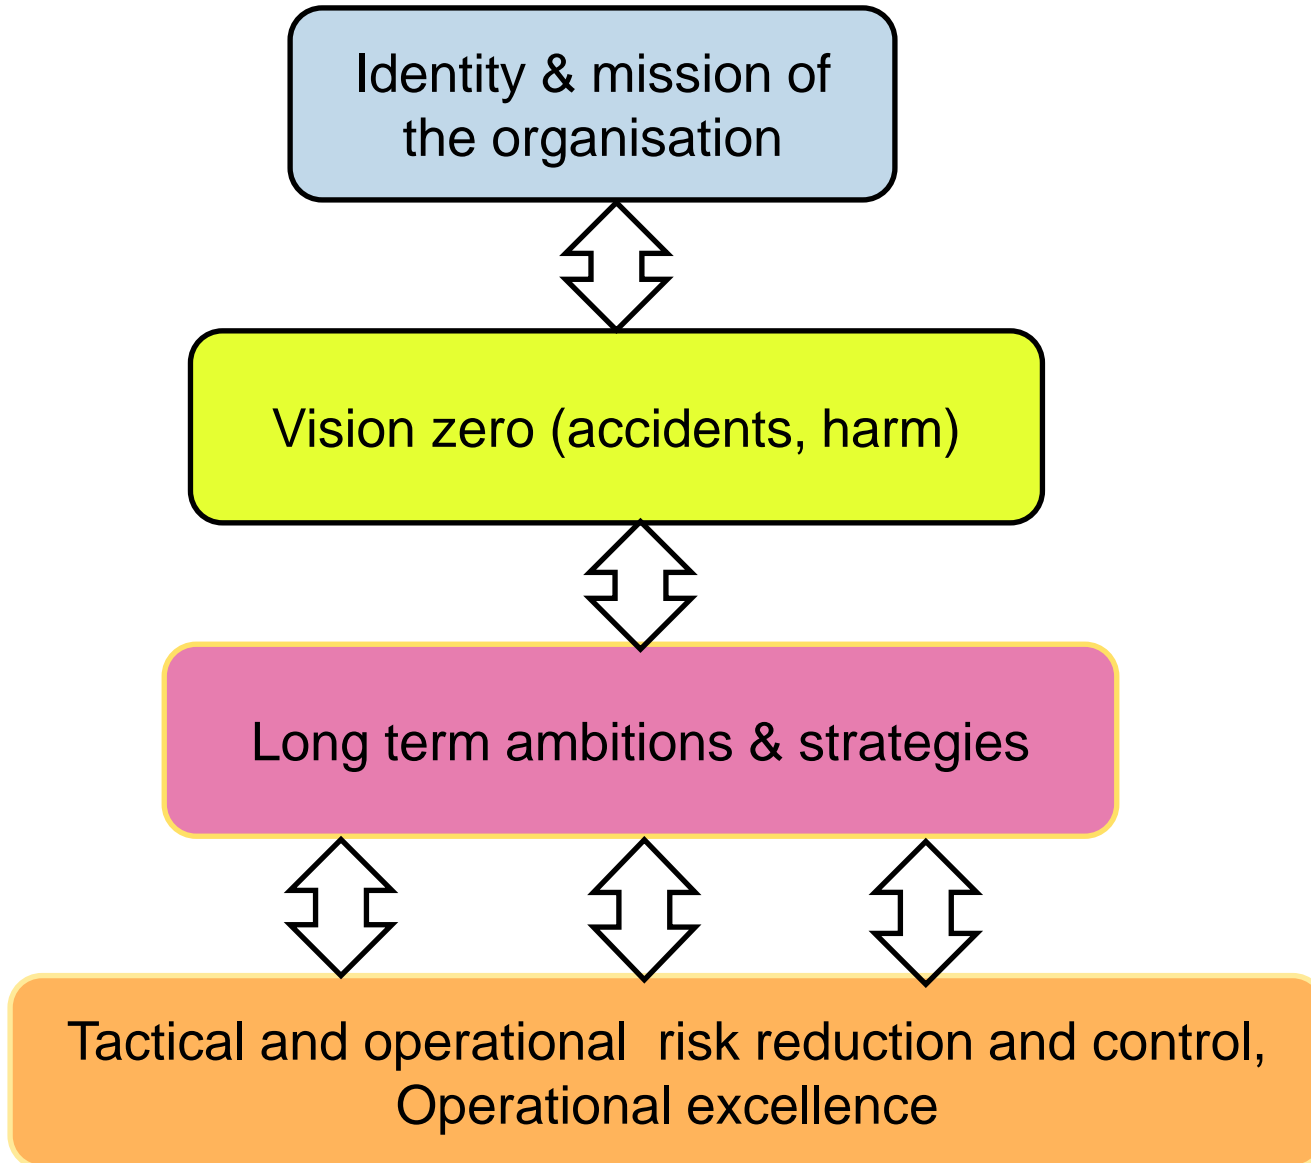 Identity & mission of
the organisation
Vision zero (accidents, harm)
Long term ambitions & strategies
Tactical and operational  risk reduction and control,
Operational excellence